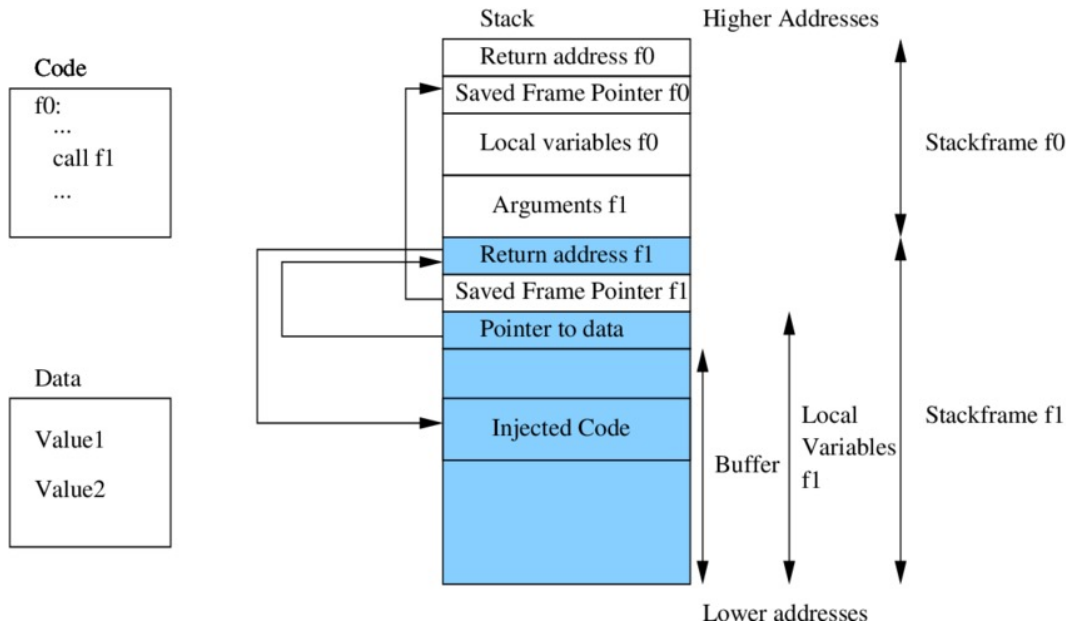 Stack
Higher Addresses
Code
f0:
...
call f1
...
Return address f0
Saved Frame Pointer f0
Local variables f0
Arguments f1
Return address f1
Saved Frame Pointer f1
Pointer to data
Injected Code
Stackframe f0
Data
Value1
Value2
Buffer
Local
Variables
f1
Stackframe f1
Lower addresses